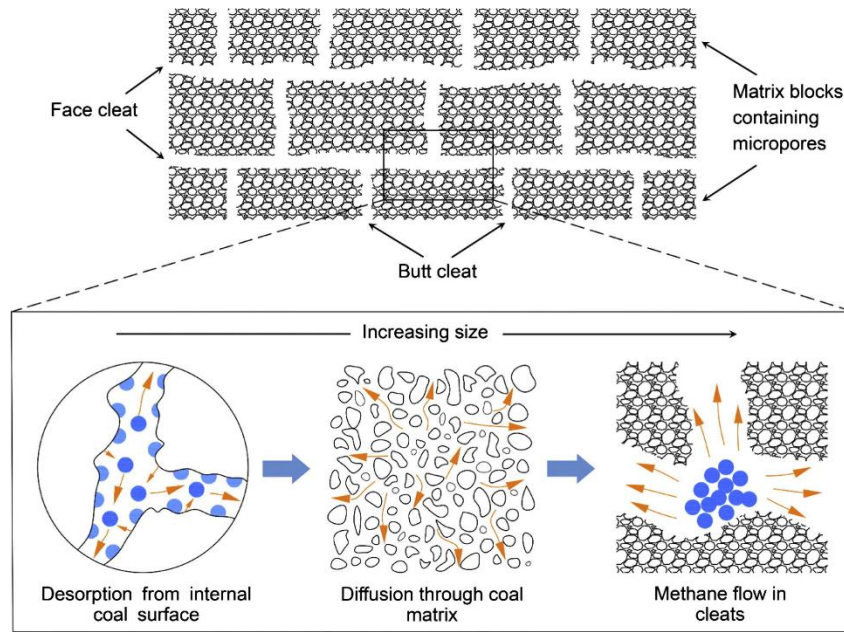 Face cleat
Matrix blocks
containing
micropores
Butt cleat
Increasing size
Desorption from internal
coal surface
Diffusion through coal
matrix
Methane flow in
cleats